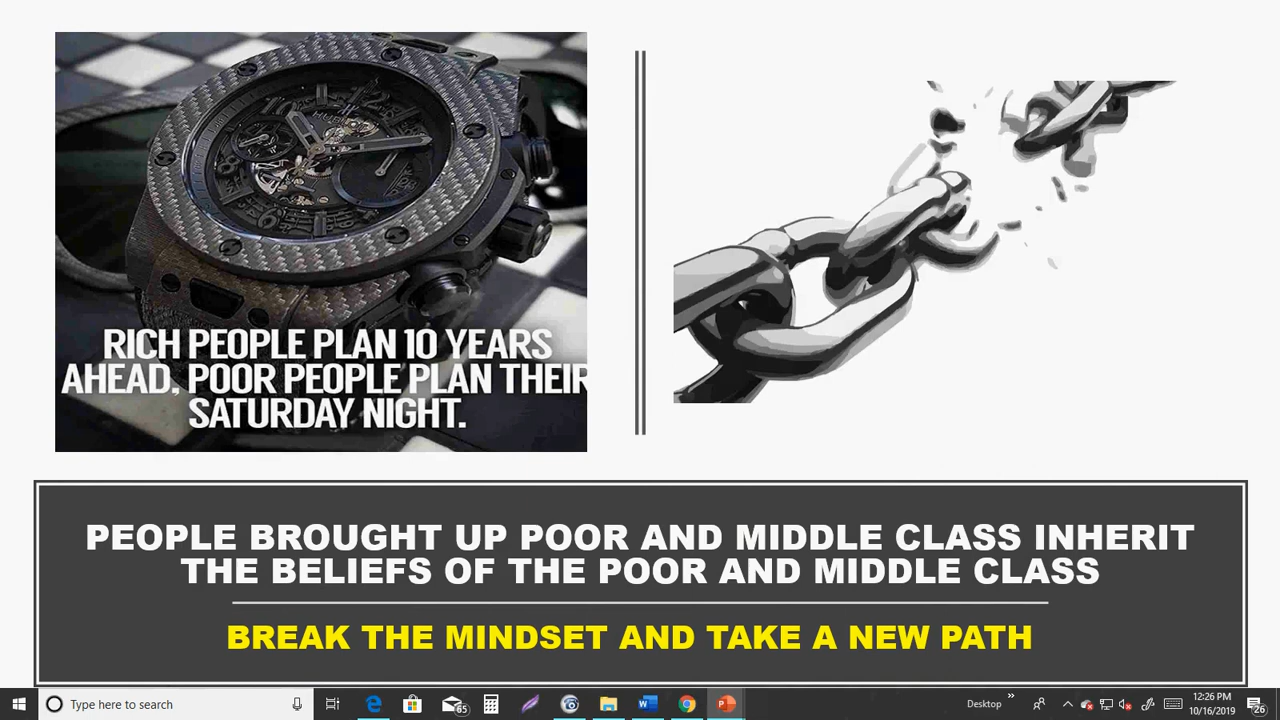 RICH PEOPLE PLAN 10 YEARS
AHEAD, POOR PEOPLE PLAN THEIR
SATURDAY NIGHT.
PEOPLE BROUGHT UP POOR AND MIDDLE CLASS INHERIT
THE BELIEFS OF THE POOR AND MIDDLE CLASS
BREAK THE MINDSET AND TAKE A NEW PATH
Type here to search
65
Desktop
12:26 PM
10/16/2019
26